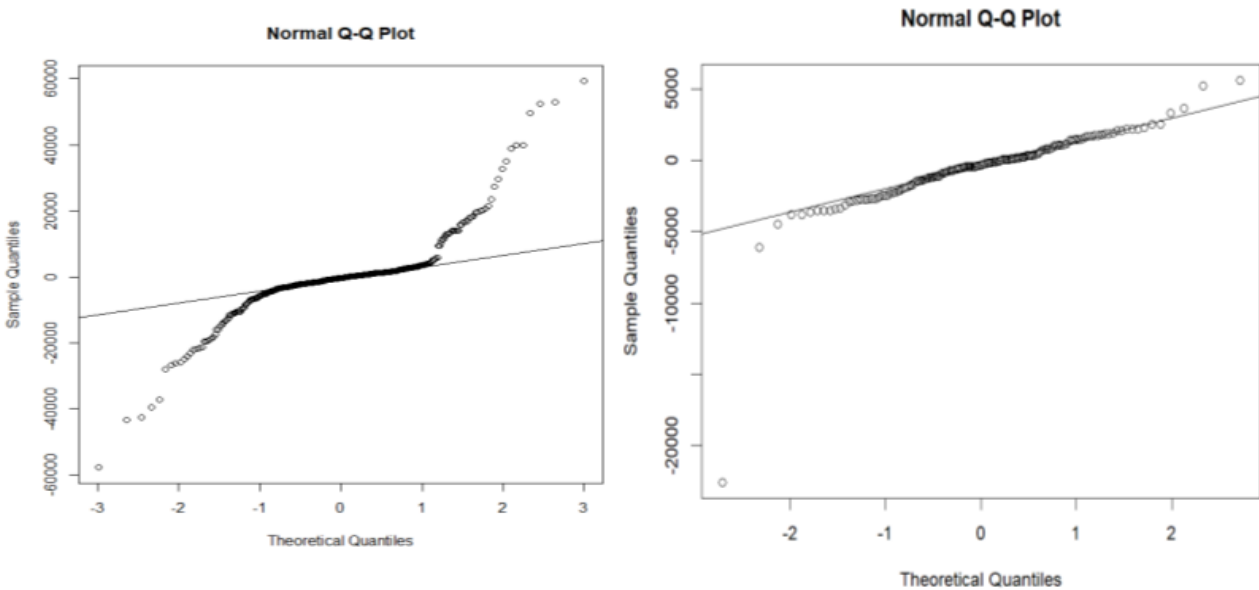 Normal Q-Q Plot
Sample Quantiles
60000
40000
20000
0
-20000
-40000
-60000
-3 -2 -1 0 1 2 3
Theoretical Quantiles
Normal Q-Q Plot
Sample Quantiles
5000
0
-5000
-10000
-20000
-2 -1 0 1 2
Theoretical Quantiles